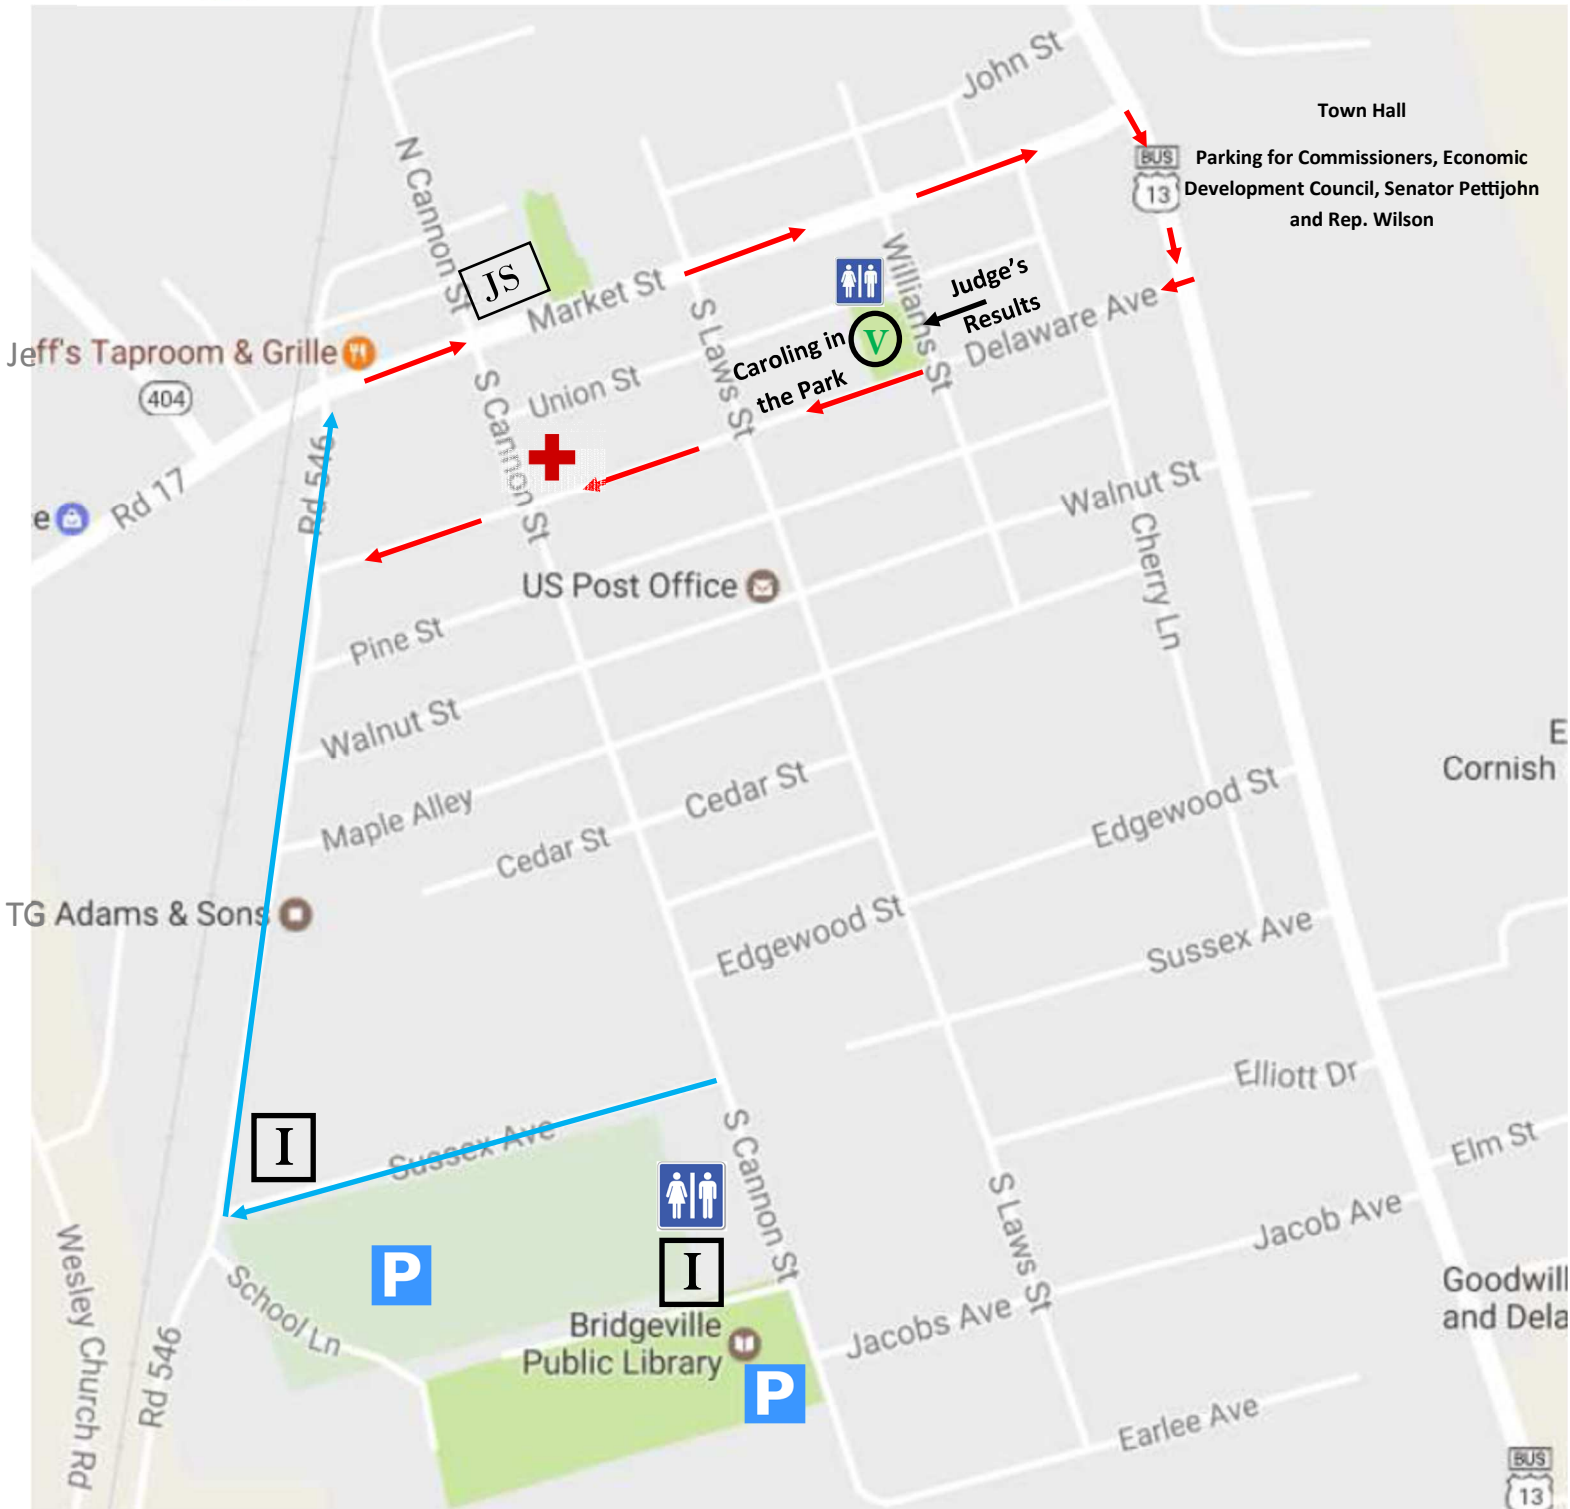 John St
Town Hall
BUS
13
Parking for Commissioners, Economic
Development Council, Senator Pettijohn
and Rep. Wilson
N Cannon St
JS
Market St
Williams St
Judge's
Results
S Laws St
V
Caroling in
the Park
Delaware Ave
Jeff's Taproom & Grille
404
Union St
S Cannon St
Rd 546
Rd 17
e
Walnut St
Cherry Ln
US Post Office
Pine St
Walnut St
Maple Alley
Cedar St
Cedar St
E
Cornish
Edgewood St
Edgewood St
TG Adams & Sons
Sussex Ave
Elliott Dr
I
Sussex Ave
S Cannon St
Elm St
S Laws St
Jacob Ave
I
P
School Ln
Wesley Church Rd
Rd 546
Bridgeville
Public Library
P
Jacobs Ave
Goodwill
and Dela
Earlee Ave
BUS
13